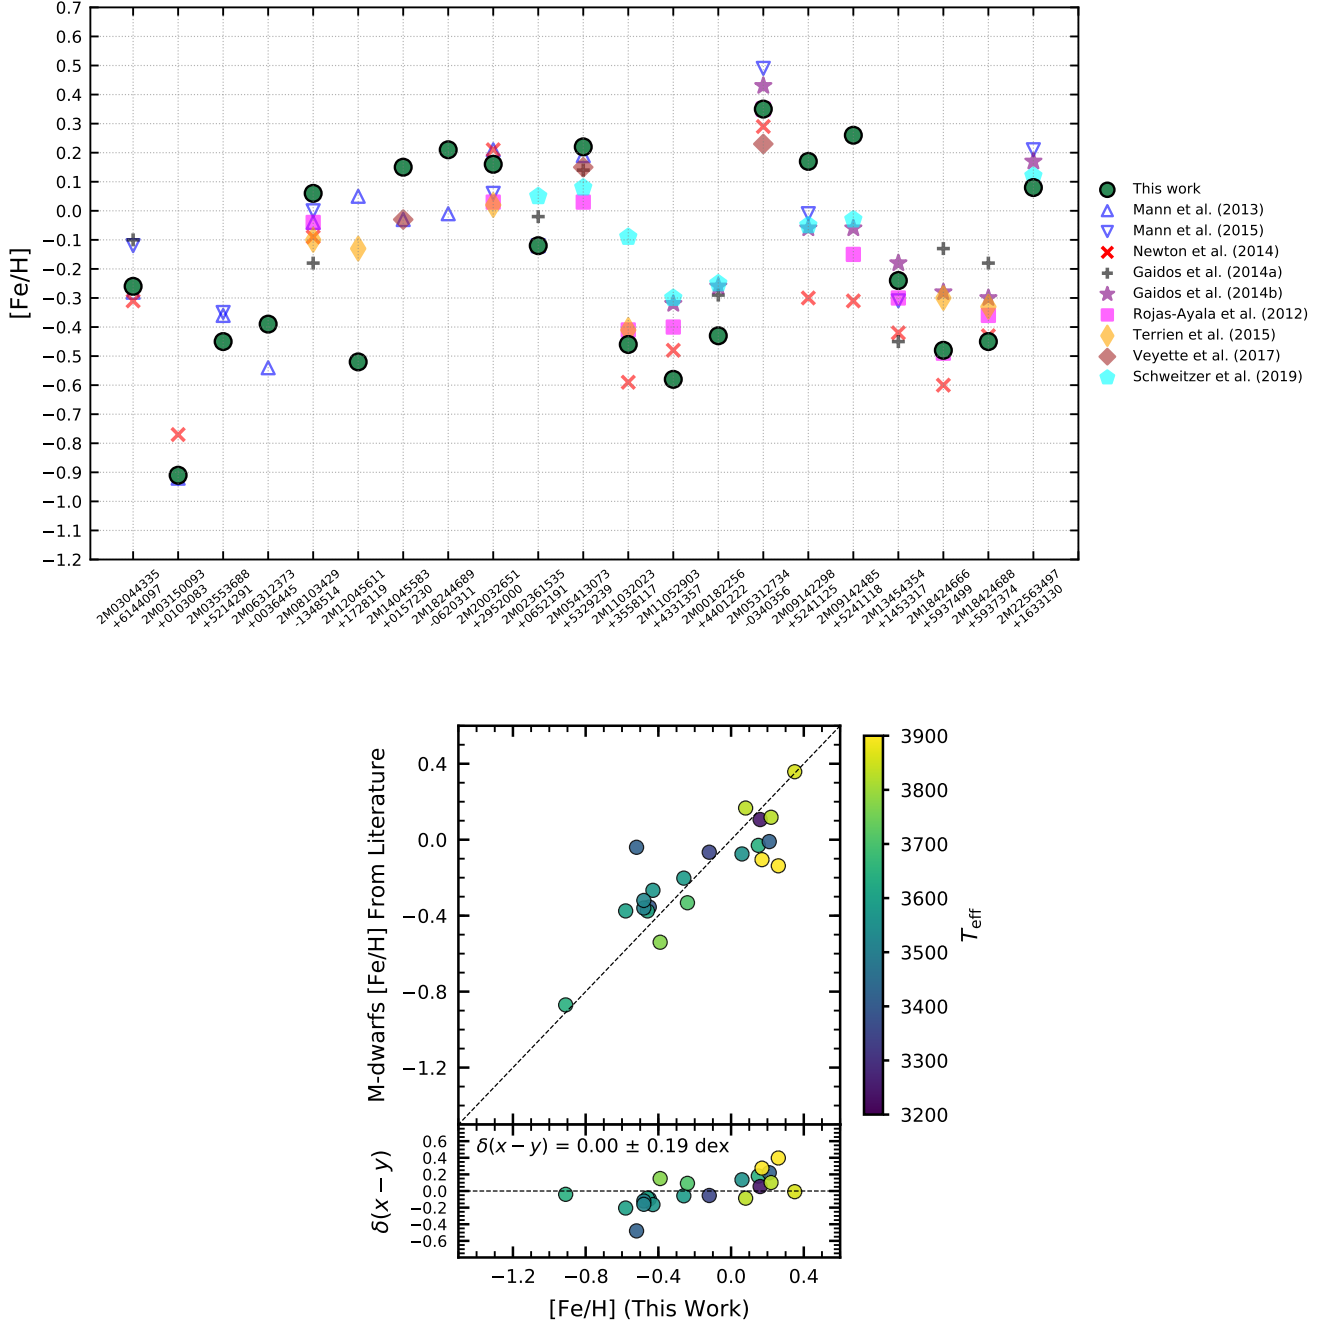 0.7
0.6
0.5
0.4
0.3
0.2
0.1
0.0
−0.1
−0.2
−0.3
−0.4
−0.5
−0.6
−0.7
−0.8
−0.9
−1.0
−1.1
−1.2
[Fe/H]
2M03044335
+6144097
2M03150093
+0103083
2M03553688
+5214291
2M06312373
+0036445
2M08103429
-1348514
2M12045611
+1728119
2M14045583
+0157230
2M18244689
-0620311
2M20032651
+2952000
2M02361535
+0652191
2M05413073
+5329239
2M11032023
+3558117
2M11052903
+4331357
2M00182256
+4401222
2M05312734
-0340356
2M09142298
+5241125
2M09142485
+5241118
2M13454354
+1453317
2M18424666
+5937499
2M18424688
+5937374
2M22563497
+1633130
This work
Mann et al. (2013)
Mann et al. (2015)
Newton et al. (2014)
Gaidos et al. (2014a)
Gaidos et al. (2014b)
Rojas-Ayala et al. (2012)
Terrien et al. (2015)
Veyette et al. (2017)
Schweitzer et al. (2019)
M-dwarfs [Fe/H] From Literature
0.4
0.0
−0.4
−0.8
−1.2
3900
3800
3700
3600
3500
3400
3300
3200
T_eff
δ(x − y) = 0.00 ± 0.19 dex
δ(x − y)
0.6
0.4
0.2
0.0
−0.2
−0.4
−0.6
−1.2 −0.8 −0.4 0.0 0.4
[Fe/H] (This Work)